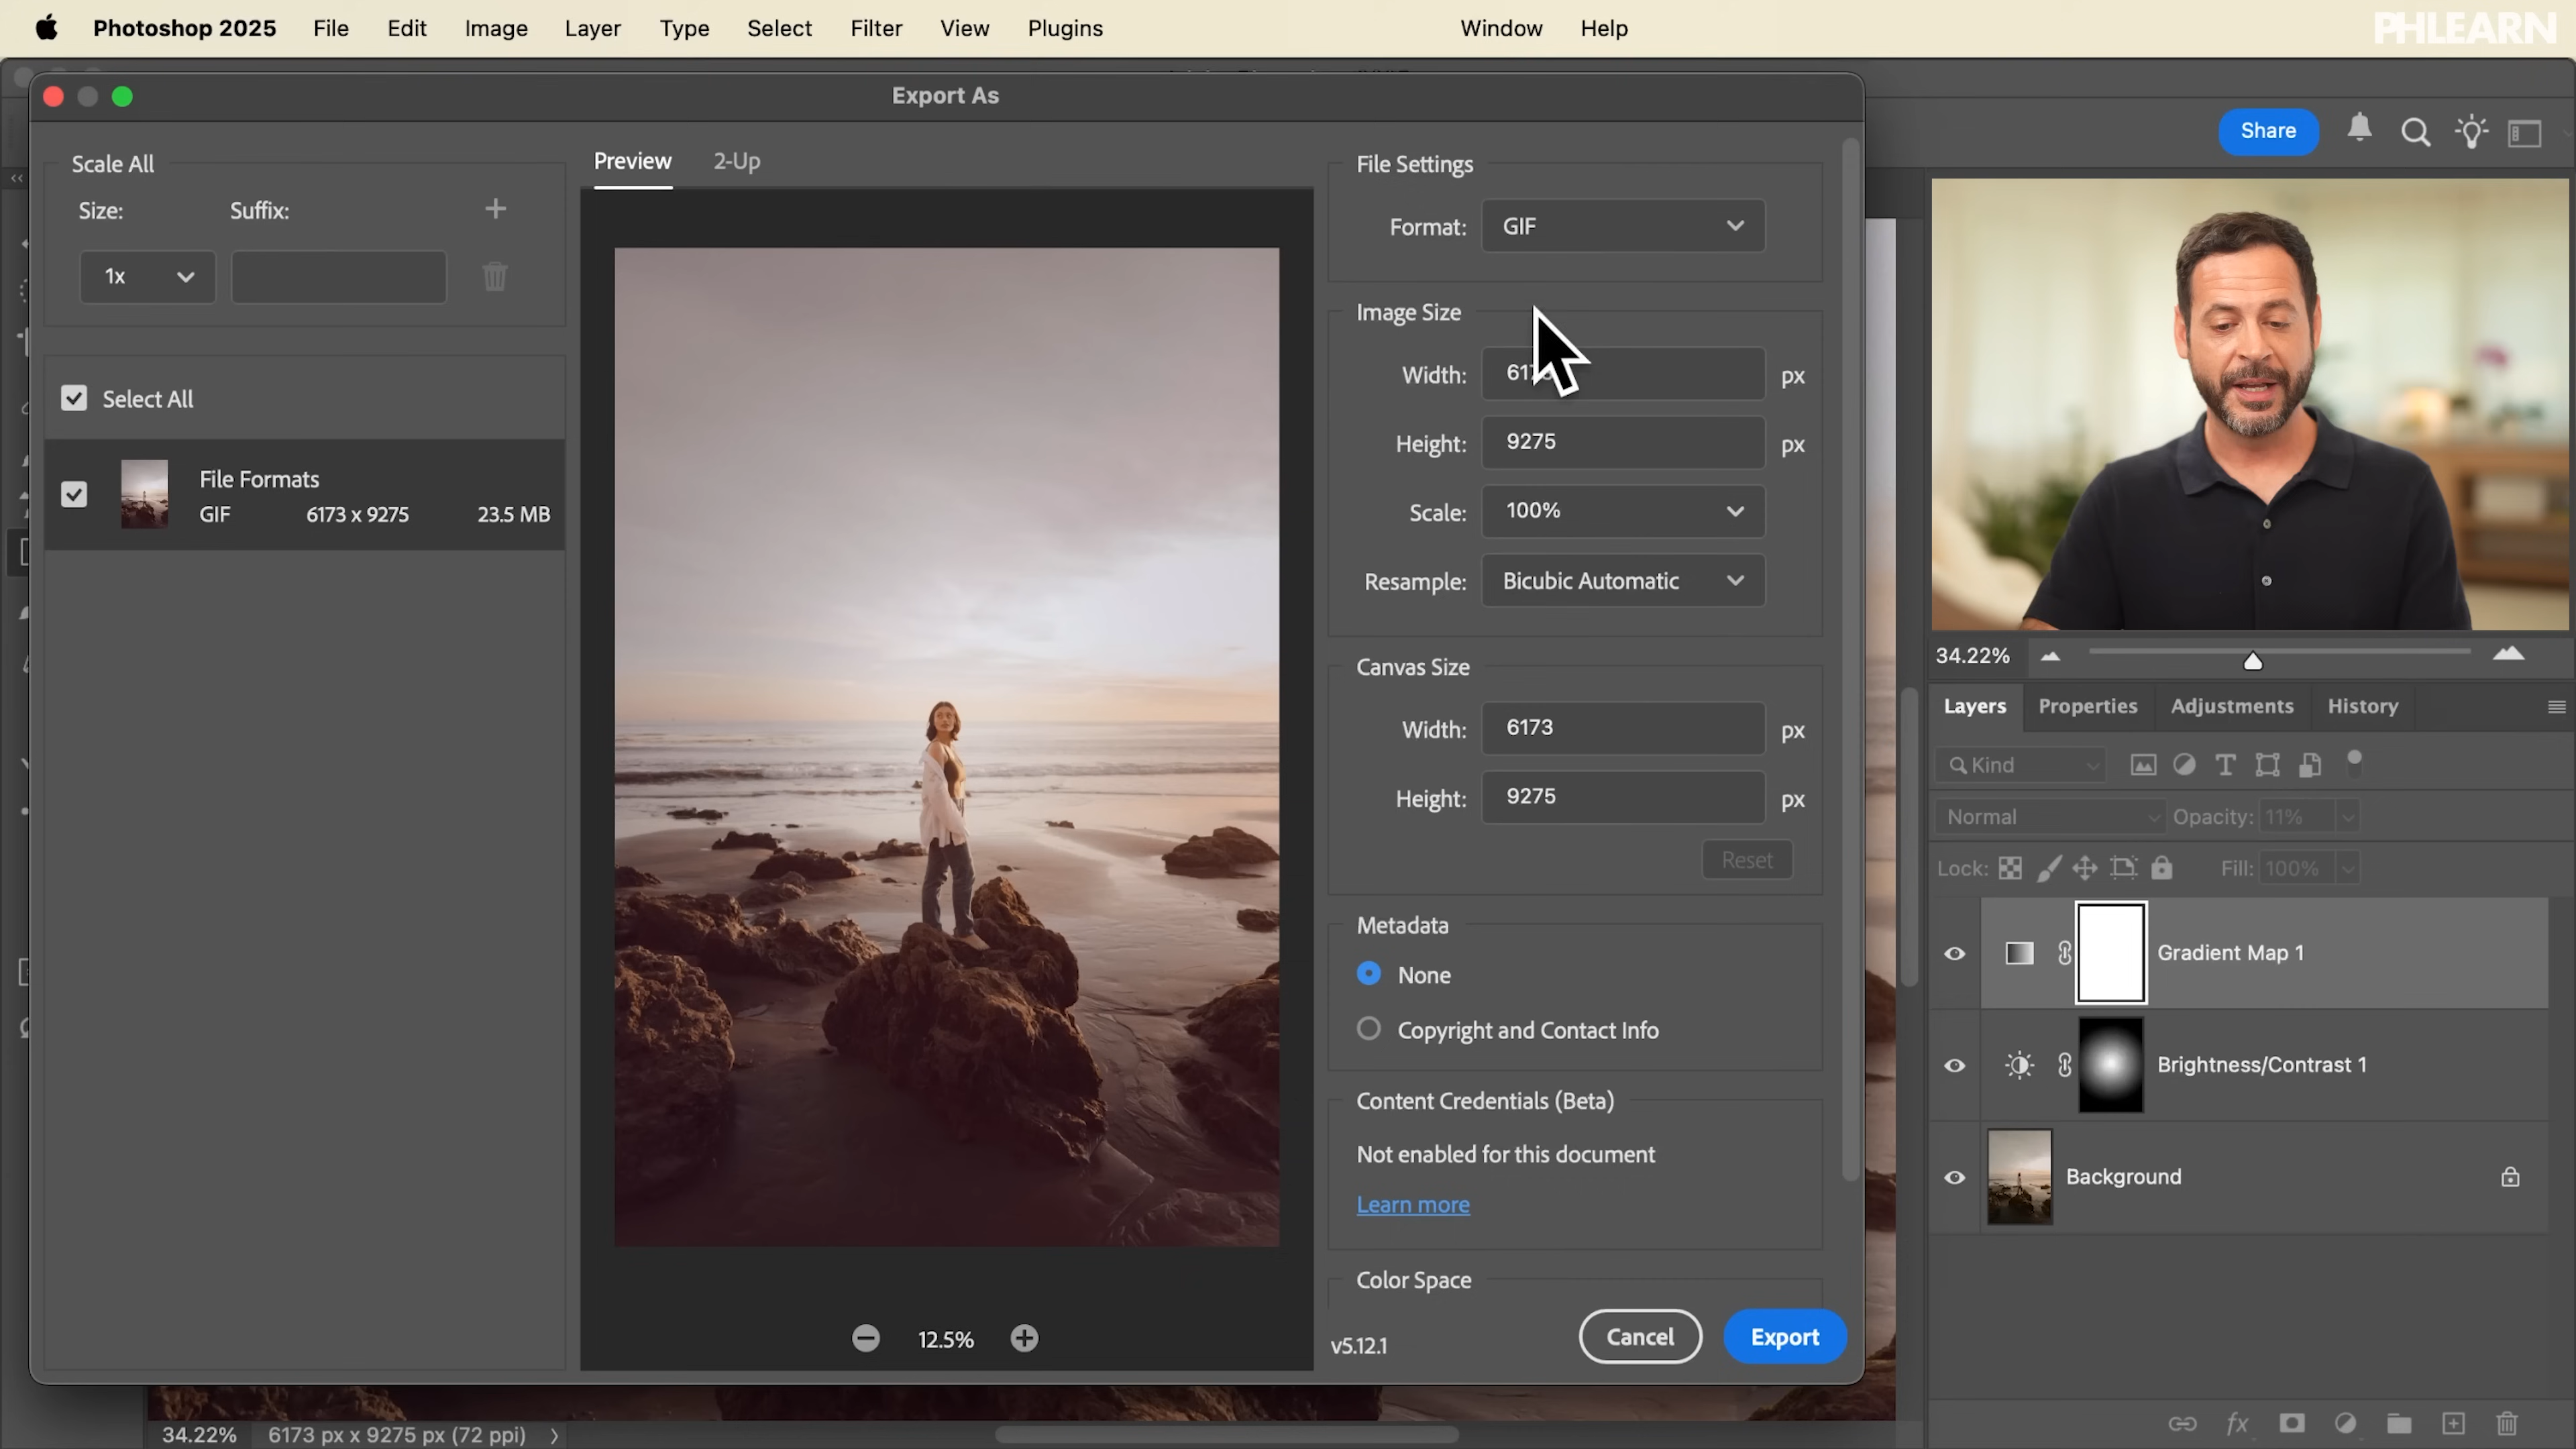 Photoshop 2025 File Edit Image Layer Type Select Filter View Plugins Window Help
PHLEARN
Export As
Share
Scale All
Size: Suffix:
1x
Select All
File Formats
GIF 6173 x 9275 23.5 MB
Preview 2-Up
12.5%
File Settings
Format: GIF
Image Size
Width: px
Height: 9275 px
Scale: 100%
Resample: Bicubic Automatic
Canvas Size
Width: 6173 px
Height: 9275 px
Reset
Metadata
None
Copyright and Contact Info
Content Credentials (Beta)
Not enabled for this document
Learn more
Color Space
v5.12.1 Cancel Export
34.22%
Layers Properties Adjustments History
Kind
Normal Opacity: 11%
Lock: Fill: 100%
Gradient Map 1
Brightness/Contrast 1
Background
34.22% 6173 px x 9275 px (72 ppi)